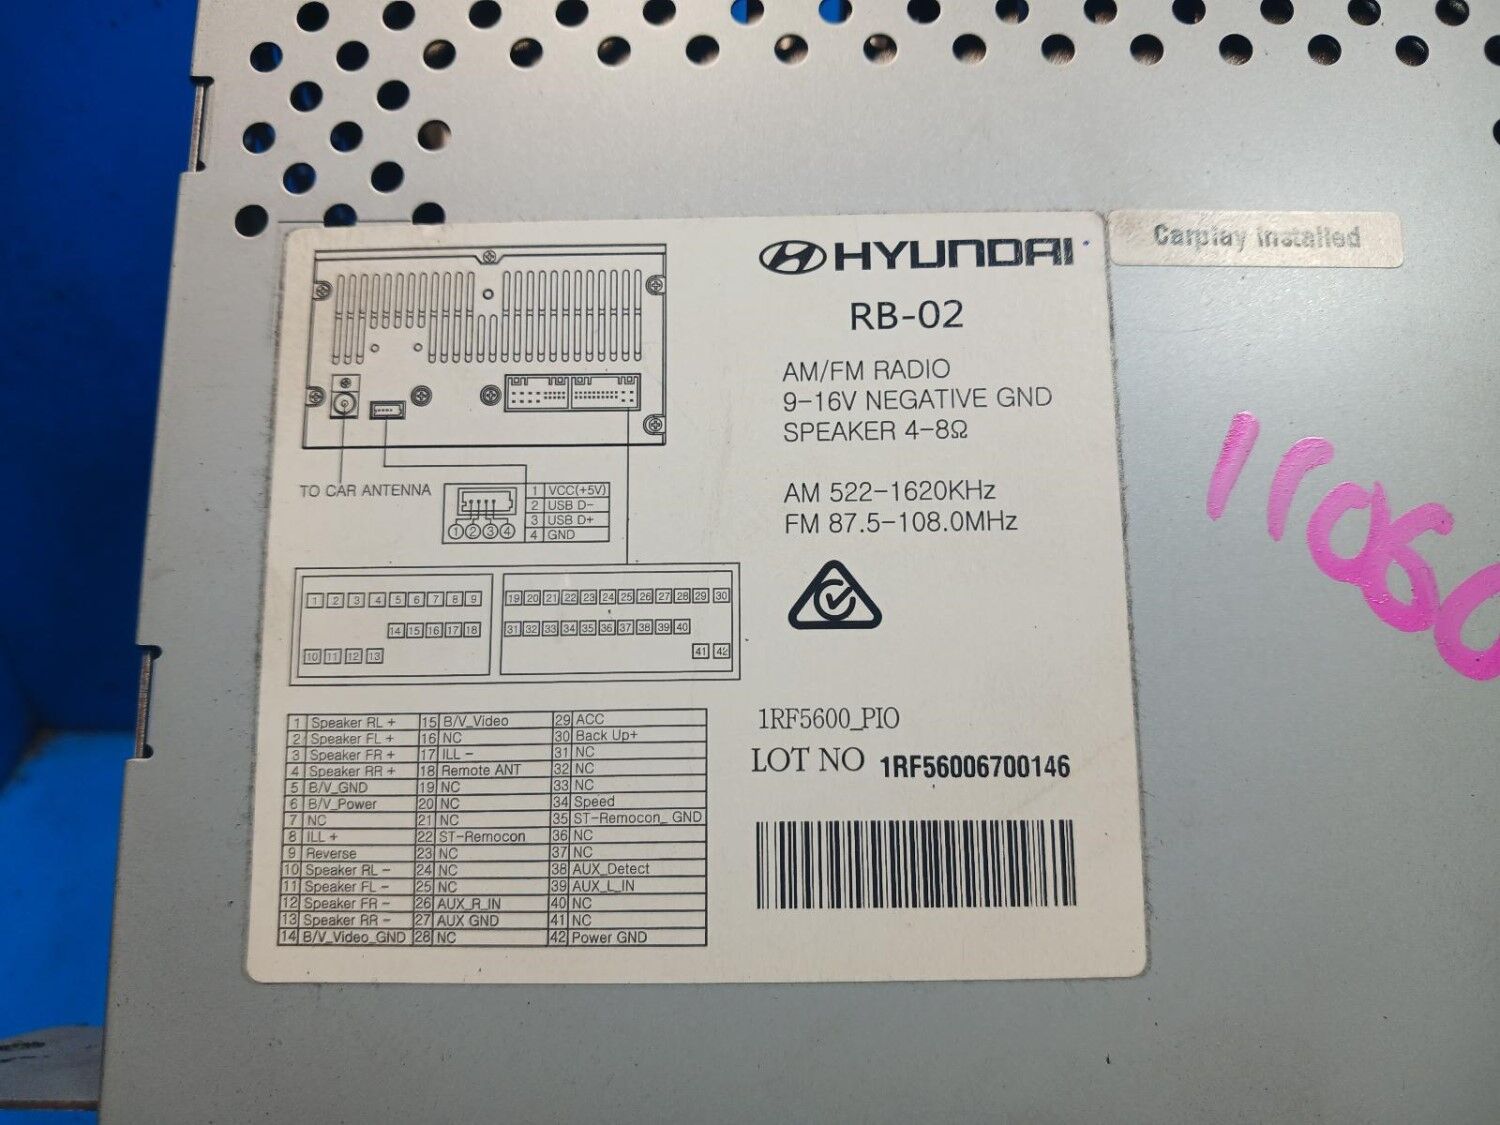 HYUNDAI
Carplay Installed
RB-02
AM/FM RADIO
9-16V NEGATIVE GND
SPEAKER 4-8Ω
AM 522-1620KHz
FM 87.5-108.0MHz
TO CAR ANTENNA
1 VCC(+5V)
2 USB D-
3 USB D+
4 GND
1 2 3 4
1 2 3 4 5 6 7 8 9
14 15 16 17 18
10 11 12 13
19 20 21 22 23 24 25 26 27 28 29 30
31 32 33 34 35 36 37 38 39 40
41 42
1 Speaker RL + 15 B/V_Video 29 ACC
2 Speaker FL + 16 NC 30 Back Up+
3 Speaker FR + 17 ILL - 31 NC
4 Speaker RR + 18 Remote ANT 32 NC
5 B/V_GND 19 NC 33 NC
6 B/V_Power 20 NC 34 Speed
7 NC 21 NC 35 ST-Remocon_ GND
8 ILL + 22 ST-Remocon 36 NC
9 Reverse 23 NC 37 NC
10 Speaker RL - 24 NC 38 AUX_Detect
11 Speaker FL - 25 NC 39 AUX_L_IN
12 Speaker FR - 26 AUX_R_IN 40 NC
13 Speaker RR - 27 AUX GND 41 NC
14 B/V_Video_GND 28 NC 42 Power GND
1RF5600_PIO
LOT NO 1RF56006700146